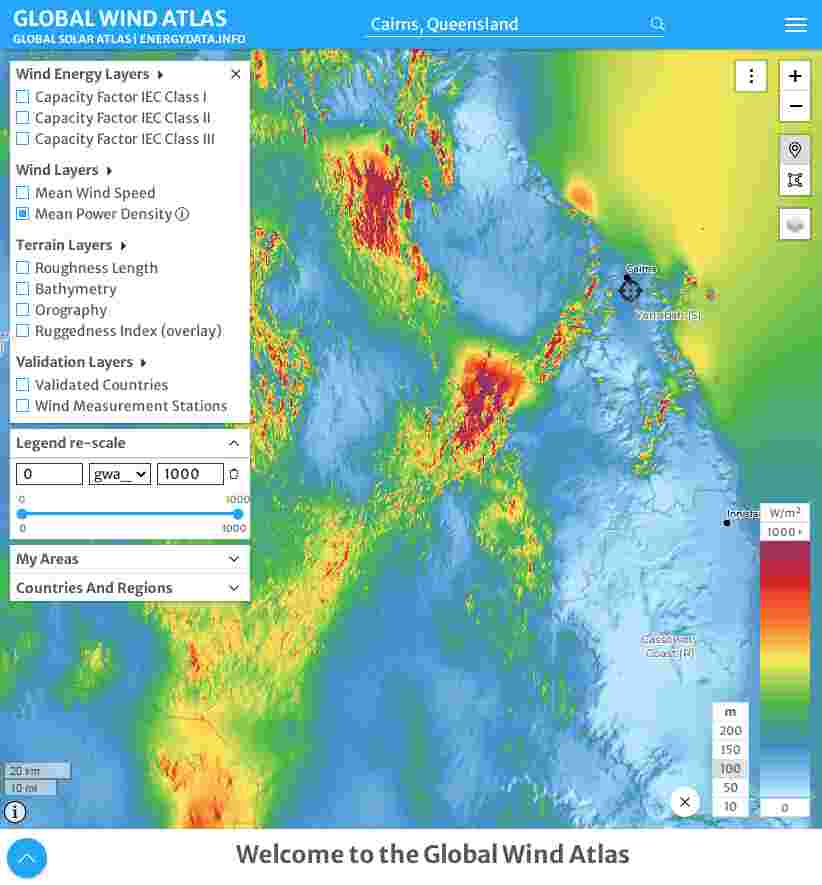 GLOBAL WIND ATLAS
GLOBAL SOLAR ATLAS | ENERGYDATA.INFO
Cairns, Queensland
Wind Energy Layers
Capacity Factor IEC Class I
Capacity Factor IEC Class II
Capacity Factor IEC Class III
Wind Layers
Mean Wind Speed
Mean Power Density
Terrain Layers
Roughness Length
Bathymetry
Orography
Ruggedness Index (overlay)
Validation Layers
Validated Countries
Wind Measurement Stations
Legend re-scale
0 gwa_ 1000
0 1000
0 1000
My Areas
Countries And Regions
Cairns
Cassowary
Coast (R)
W/m²
1000+
0
m
200
150
100
50
10
20 km
10 mi
Welcome to the Global Wind Atlas